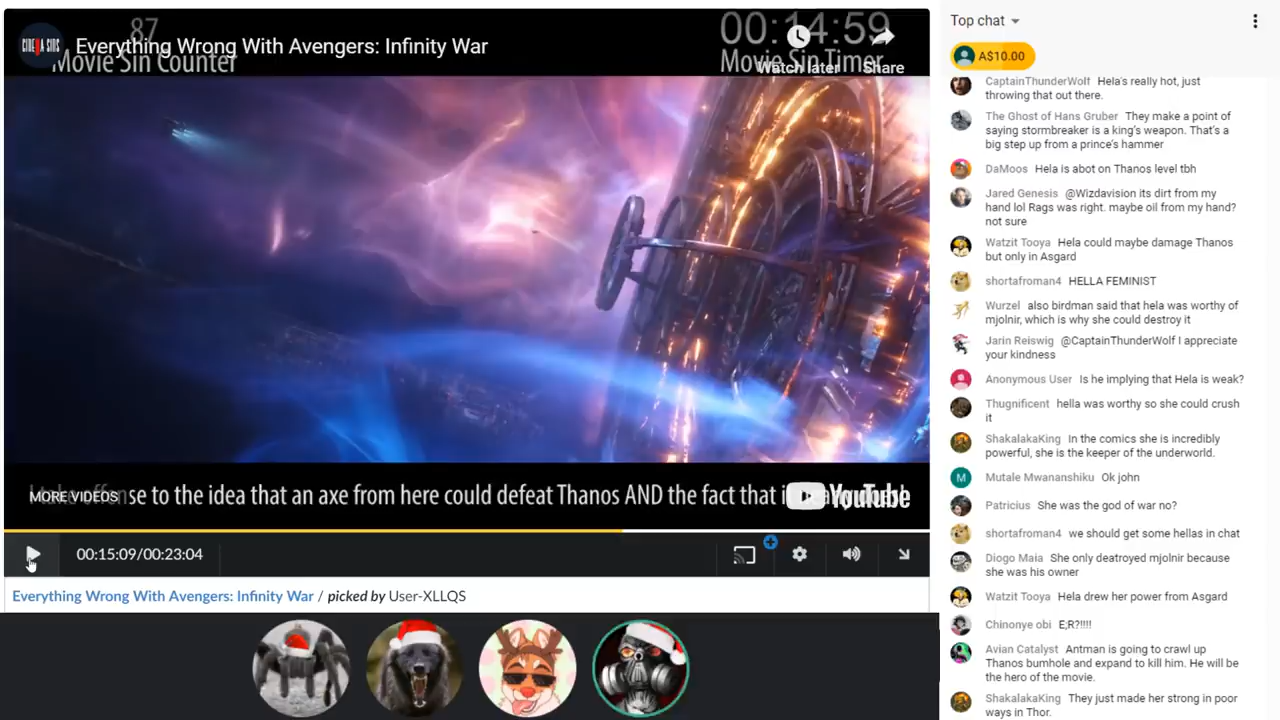 87
00:14:59
CINEMA SINS
Everything Wrong With Avengers: Infinity War
Movie Sin Counter
Movie Sin Timer
Watch later
Share
MORE VIDEOS
se to the idea that an axe from here could defeat Thanos AND the fact that i
YouTube
00:15:09/00:23:04
Everything Wrong With Avengers: Infinity War / picked by User-XLLQS
Top chat
A$10.00
CaptainThunderWolf Hela's really hot, just
throwing that out there.
The Ghost of Hans Gruber They make a point of
saying stormbreaker is a king's weapon. That's a
big step up from a prince's hammer
DaMoos Hela is abot on Thanos level tbh
Jared Genesis @Wizdavision its dirt from my
hand lol Rags was right. maybe oil from my hand?
not sure
Watzit Tooya Hela could maybe damage Thanos
but only in Asgard
shortafroman4 HELLA FEMINIST
Wurzel also birdman said that hela was worthy of
mjolnir, which is why she could destroy it
Jarin Reiswig @CaptainThunderWolf I appreciate
your kindness
Anonymous User Is he implying that Hela is weak?
Thugnificent hella was worthy so she could crush
it
ShakalakaKing In the comics she is incredibly
powerful, she is the keeper of the underworld.
M
Mutale Mwananshiku Ok john
Patricius She was the god of war no?
shortafroman4 we should get some hellas in chat
Diogo Maia She only deatroyed mjolnir because
she was his owner
Watzit Tooya Hela drew her power from Asgard
Chinonye obi E;R?!!!!
Avian Catalyst Antman is going to crawl up
Thanos bumhole and expand to kill him. He will be
the hero of the movie.
ShakalakaKing They just made her strong in poor
ways in Thor.